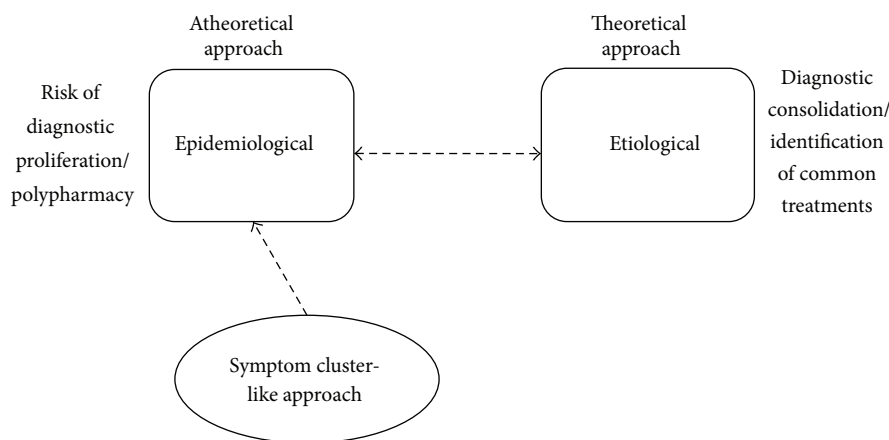 Atheoretical
approach
Theoretical
approach
Risk of
diagnostic
proliferation/
polypharmacy
Epidemiological
Etiological
Diagnostic
consolidation/
identification
of common
treatments
Symptom cluster-
like approach